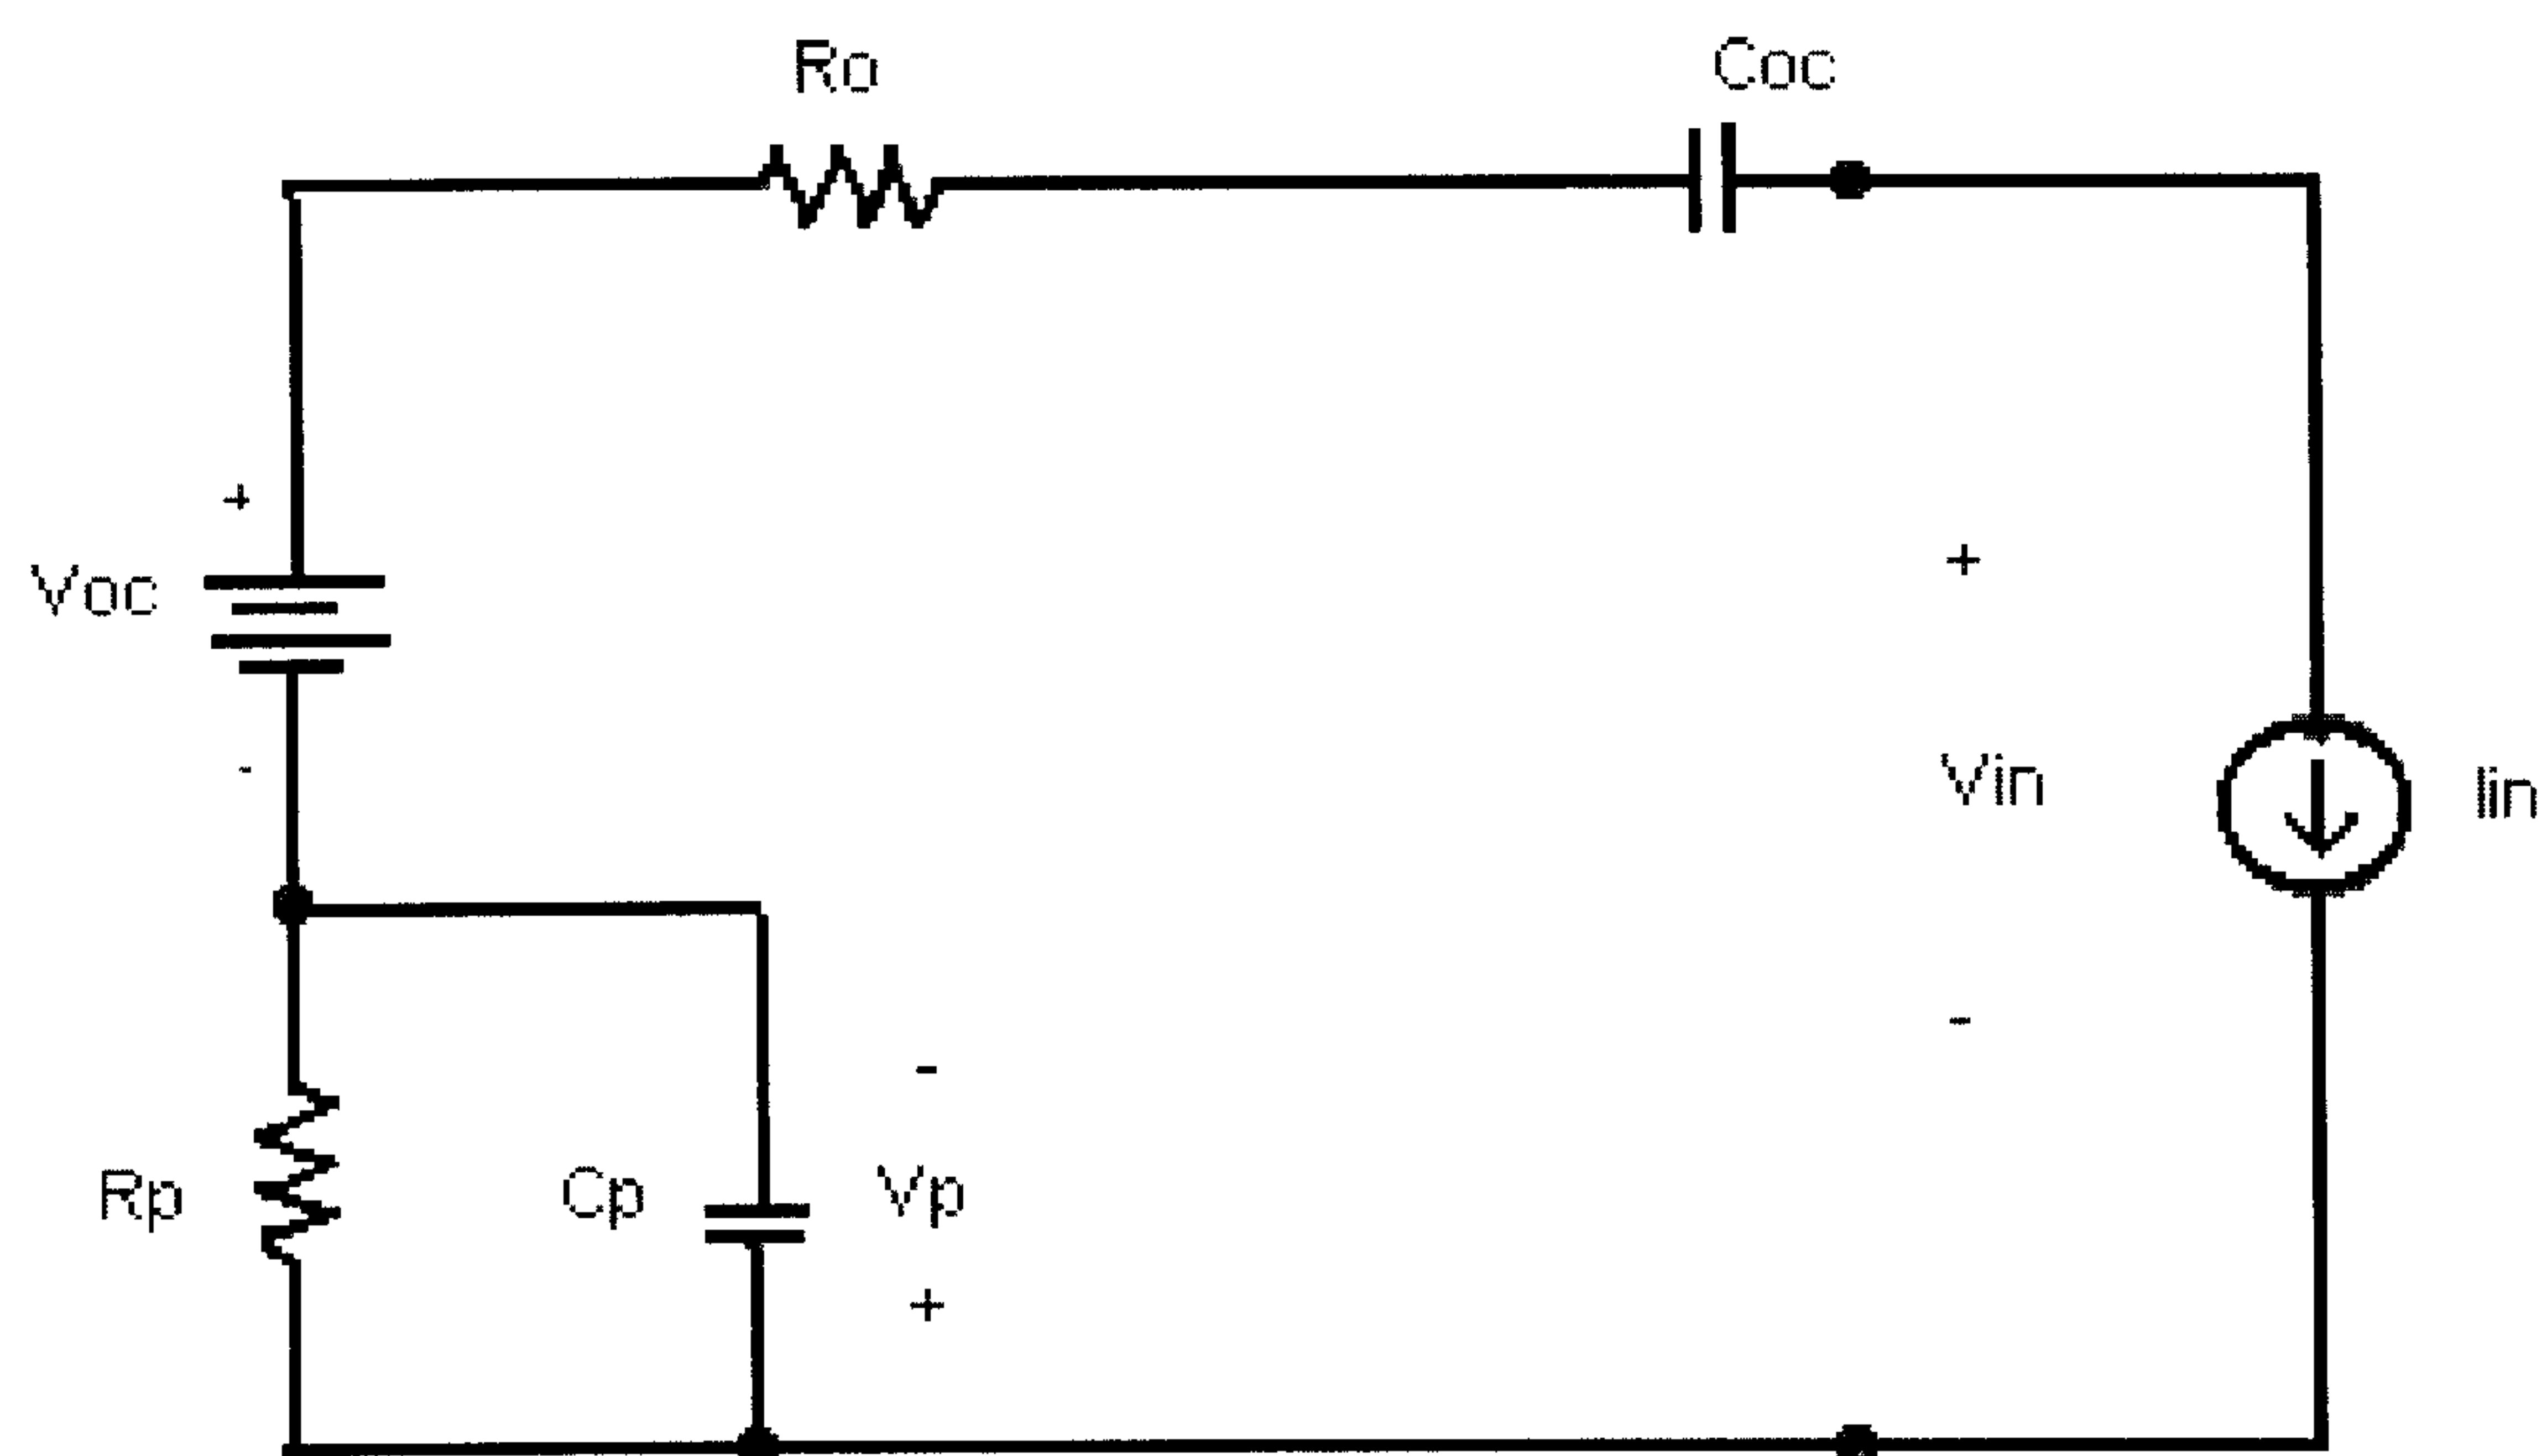 Ro
Coc
+
+
Voc
Vin
Iin
-
-
-
Rp
Cp
Vp
+